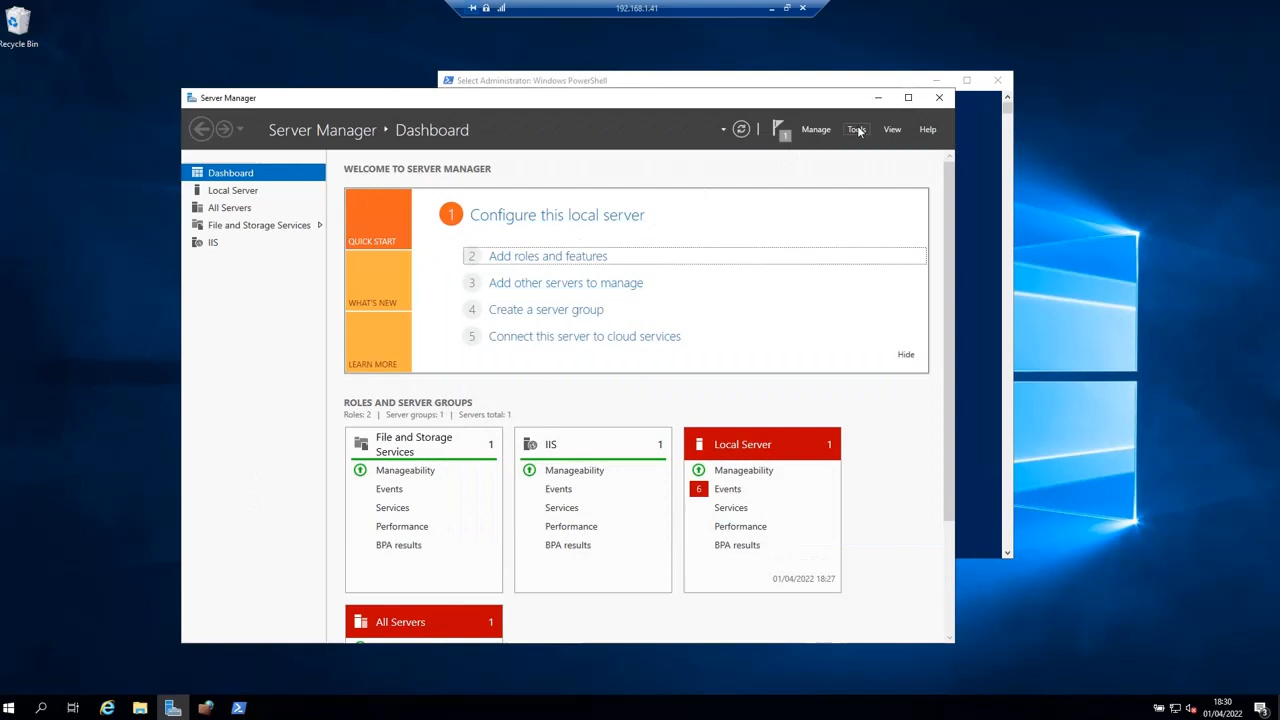 192.168.1.41
Recycle Bin
Select Administrator: Windows PowerShell
Server Manager
Server Manager ‣ Dashboard
1
Manage
Tools
View
Help
Dashboard
Local Server
All Servers
File and Storage Services
IIS
WELCOME TO SERVER MANAGER
QUICK START
WHAT'S NEW
LEARN MORE
1 Configure this local server
2 Add roles and features
3 Add other servers to manage
4 Create a server group
5 Connect this server to cloud services
Hide
ROLES AND SERVER GROUPS
Roles: 2 | Server groups: 1 | Servers total: 1
File and Storage
Services
1
Manageability
Events
Services
Performance
BPA results
IIS 1
Manageability
Events
Services
Performance
BPA results
Local Server 1
Manageability
6 Events
Services
Performance
BPA results
01/04/2022 18:27
All Servers 1
18:30
01/04/2022
3